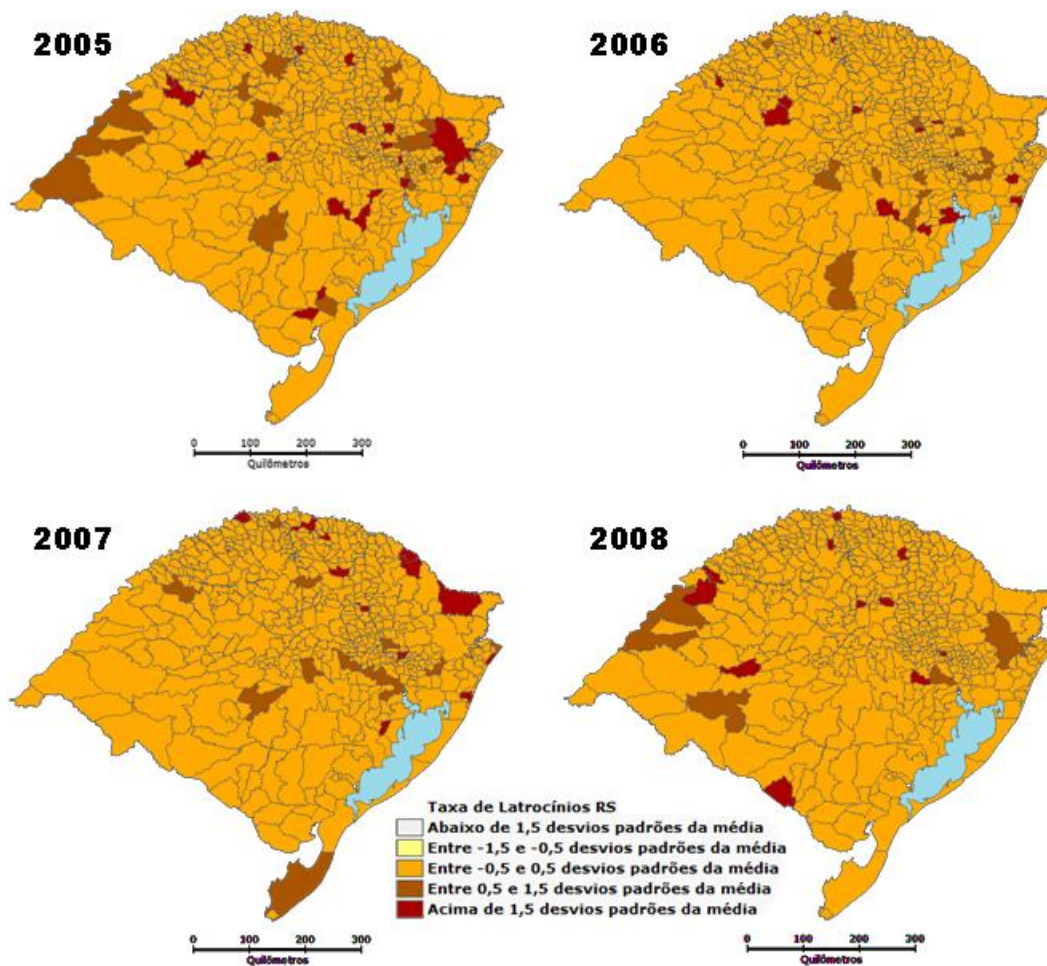 2005
2006
0 100 200 300
Quilômetros
0 100 200 300
Quilômetros
2007
2008
Taxa de Latrocínios RS
Abaixo de 1,5 desvios padrões da média
Entre -1,5 e -0,5 desvios padrões da média
Entre -0,5 e 0,5 desvios padrões da média
Entre 0,5 e 1,5 desvios padrões da média
Acima de 1,5 desvios padrões da média
0 100 200 300
Quilômetros
0 100 200 300
Quilômetros